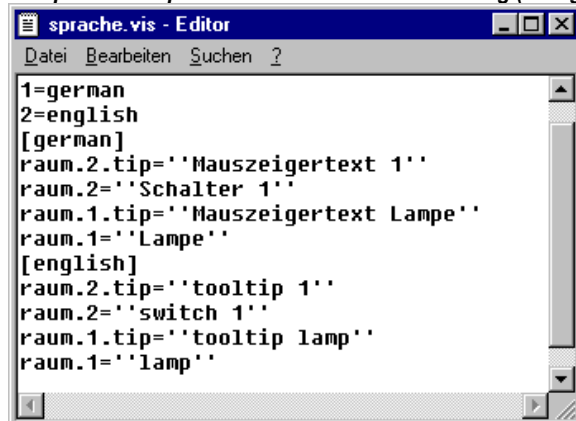 sprache.vis - Editor
Datei Bearbeiten Suchen ?
1=german
2=english
[german]
raum.2.tip=''Mauszeigertext 1''
raum.2=''Schalter 1''
raum.1.tip=''Mauszeigertext Lampe''
raum.1=''Lampe''
[english]
raum.2.tip=''tooltip 1''
raum.2=''switch 1''
raum.1.tip=''tooltip lamp''
raum.1=''lamp''